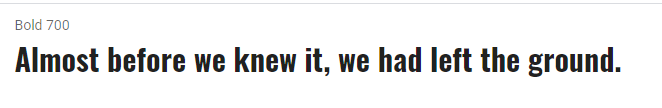 Bold 700
Almost before we knew it, we had left the ground.